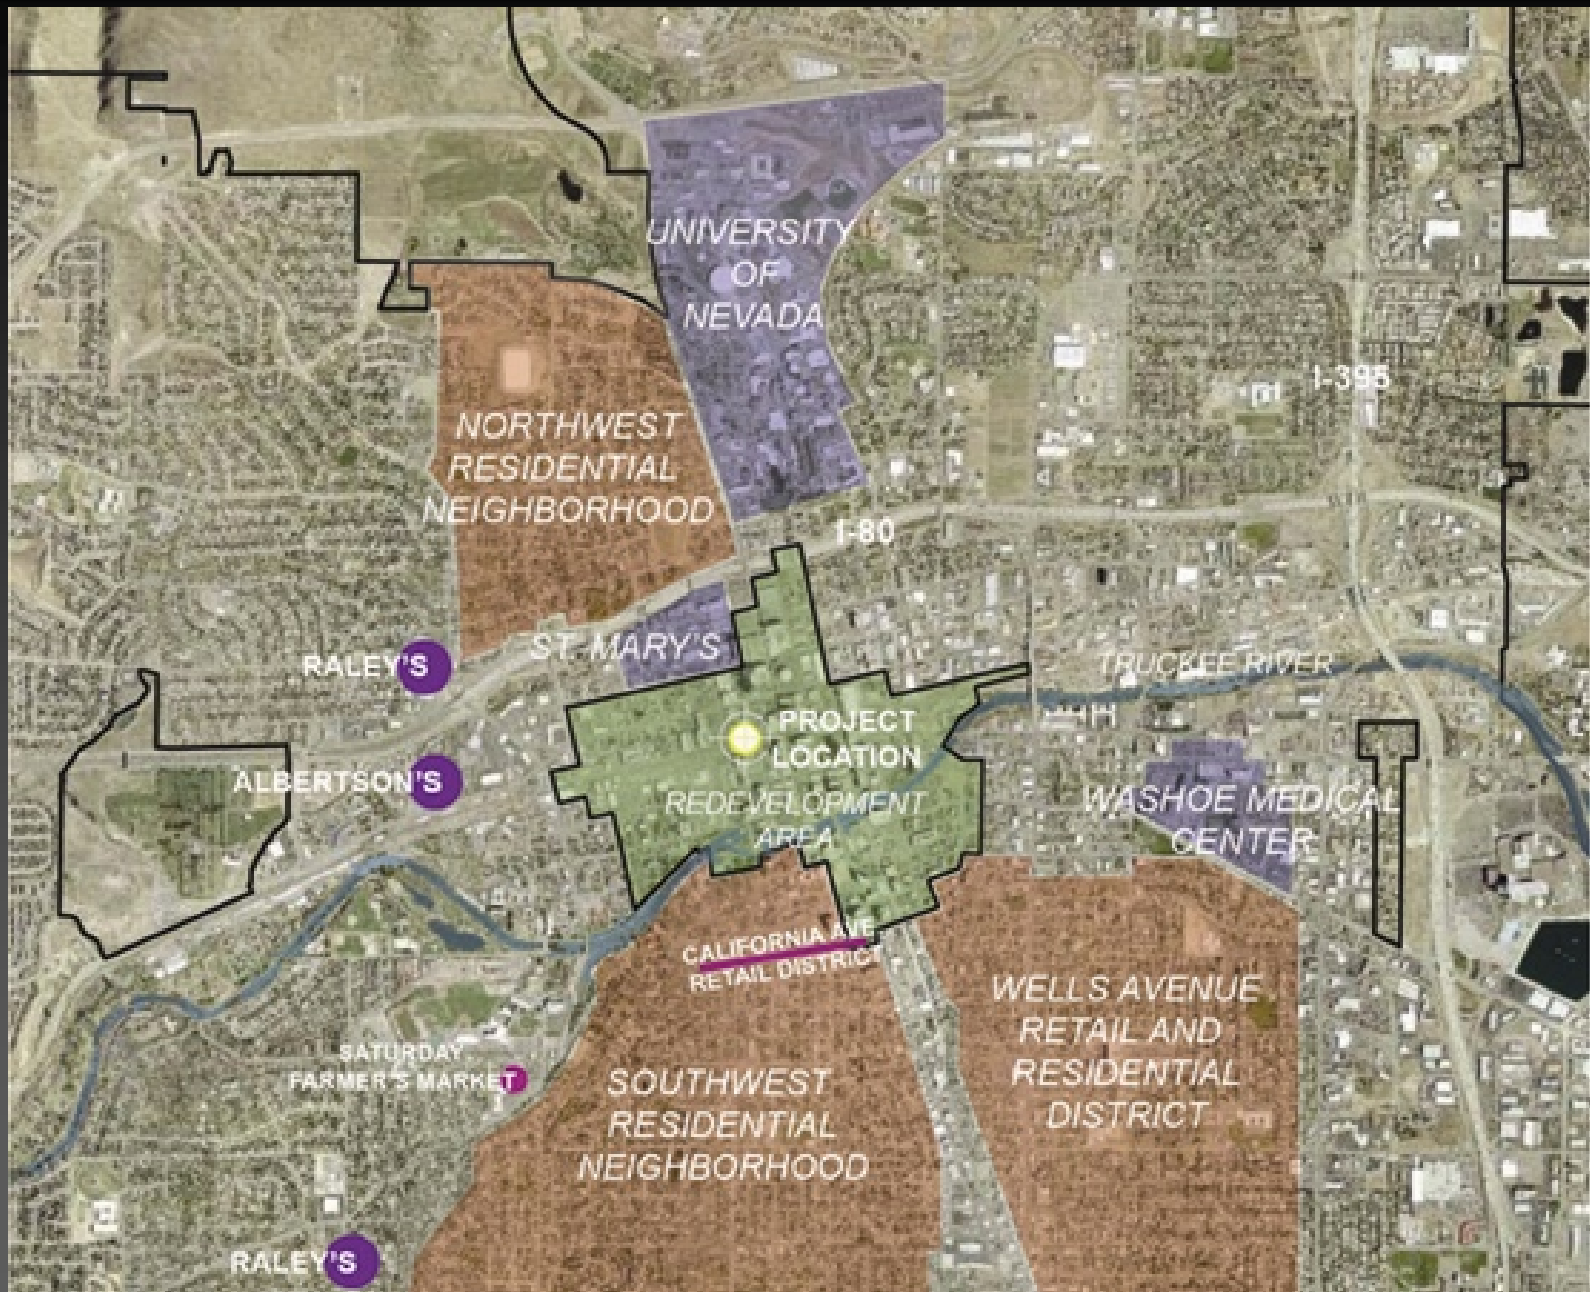 UNIVERSITY
OF
NEVADA
I-395
NORTHWEST
RESIDENTIAL
NEIGHBORHOOD
I-80
ST. MARY'S
RALEY'S
TRUCKEE RIVER
PROJECT
LOCATION
ALBERTSON'S
REDEVELOPMENT
AREA
WASHOE MEDICAL
CENTER
CALIFORNIA AVE
RETAIL DISTRICT
WELLS AVENUE
RETAIL AND
RESIDENTIAL
DISTRICT
SATURDAY
FARMER'S MARKET
SOUTHWEST
RESIDENTIAL
NEIGHBORHOOD
RALEY'S